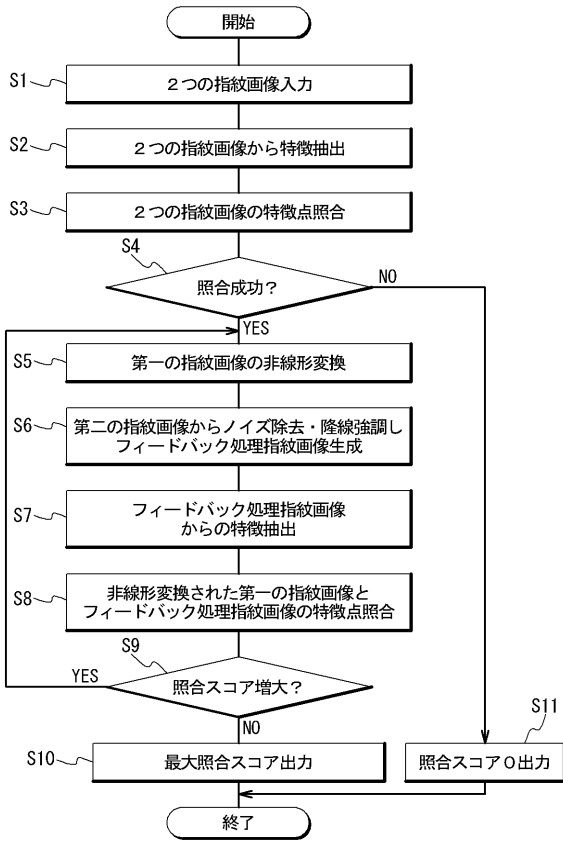 開始
S1
2つの指紋画像入力
S2
2つの指紋画像から特徴抽出
S3
2つの指紋画像の特徴点照合
S4
照合成功？
NO
YES
S5
第一の指紋画像の非線形変換
S6
第二の指紋画像からノイズ除去・隆線強調し
フィードバック処理指紋画像生成
S7
フィードバック処理指紋画像
からの特徴抽出
S8
非線形変換された第一の指紋画像と
フィードバック処理指紋画像の特徴点照合
S9
照合スコア増大？
YES
NO
S10
最大照合スコア出力
S11
照合スコア0出力
終了